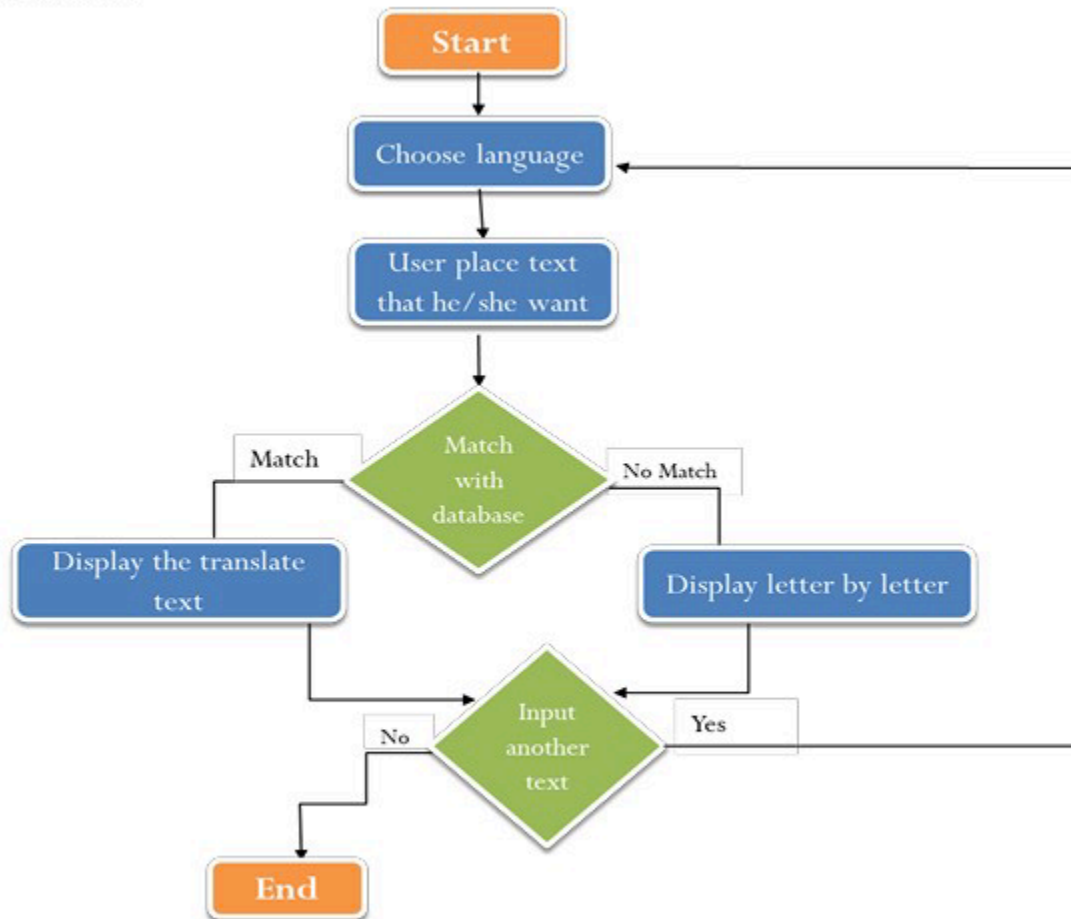 Start
Choose language
User place text
that he/she want
Match
with
database
Match
No Match
Display the translate
text
Display letter by letter
Input
another
text
No
Yes
End